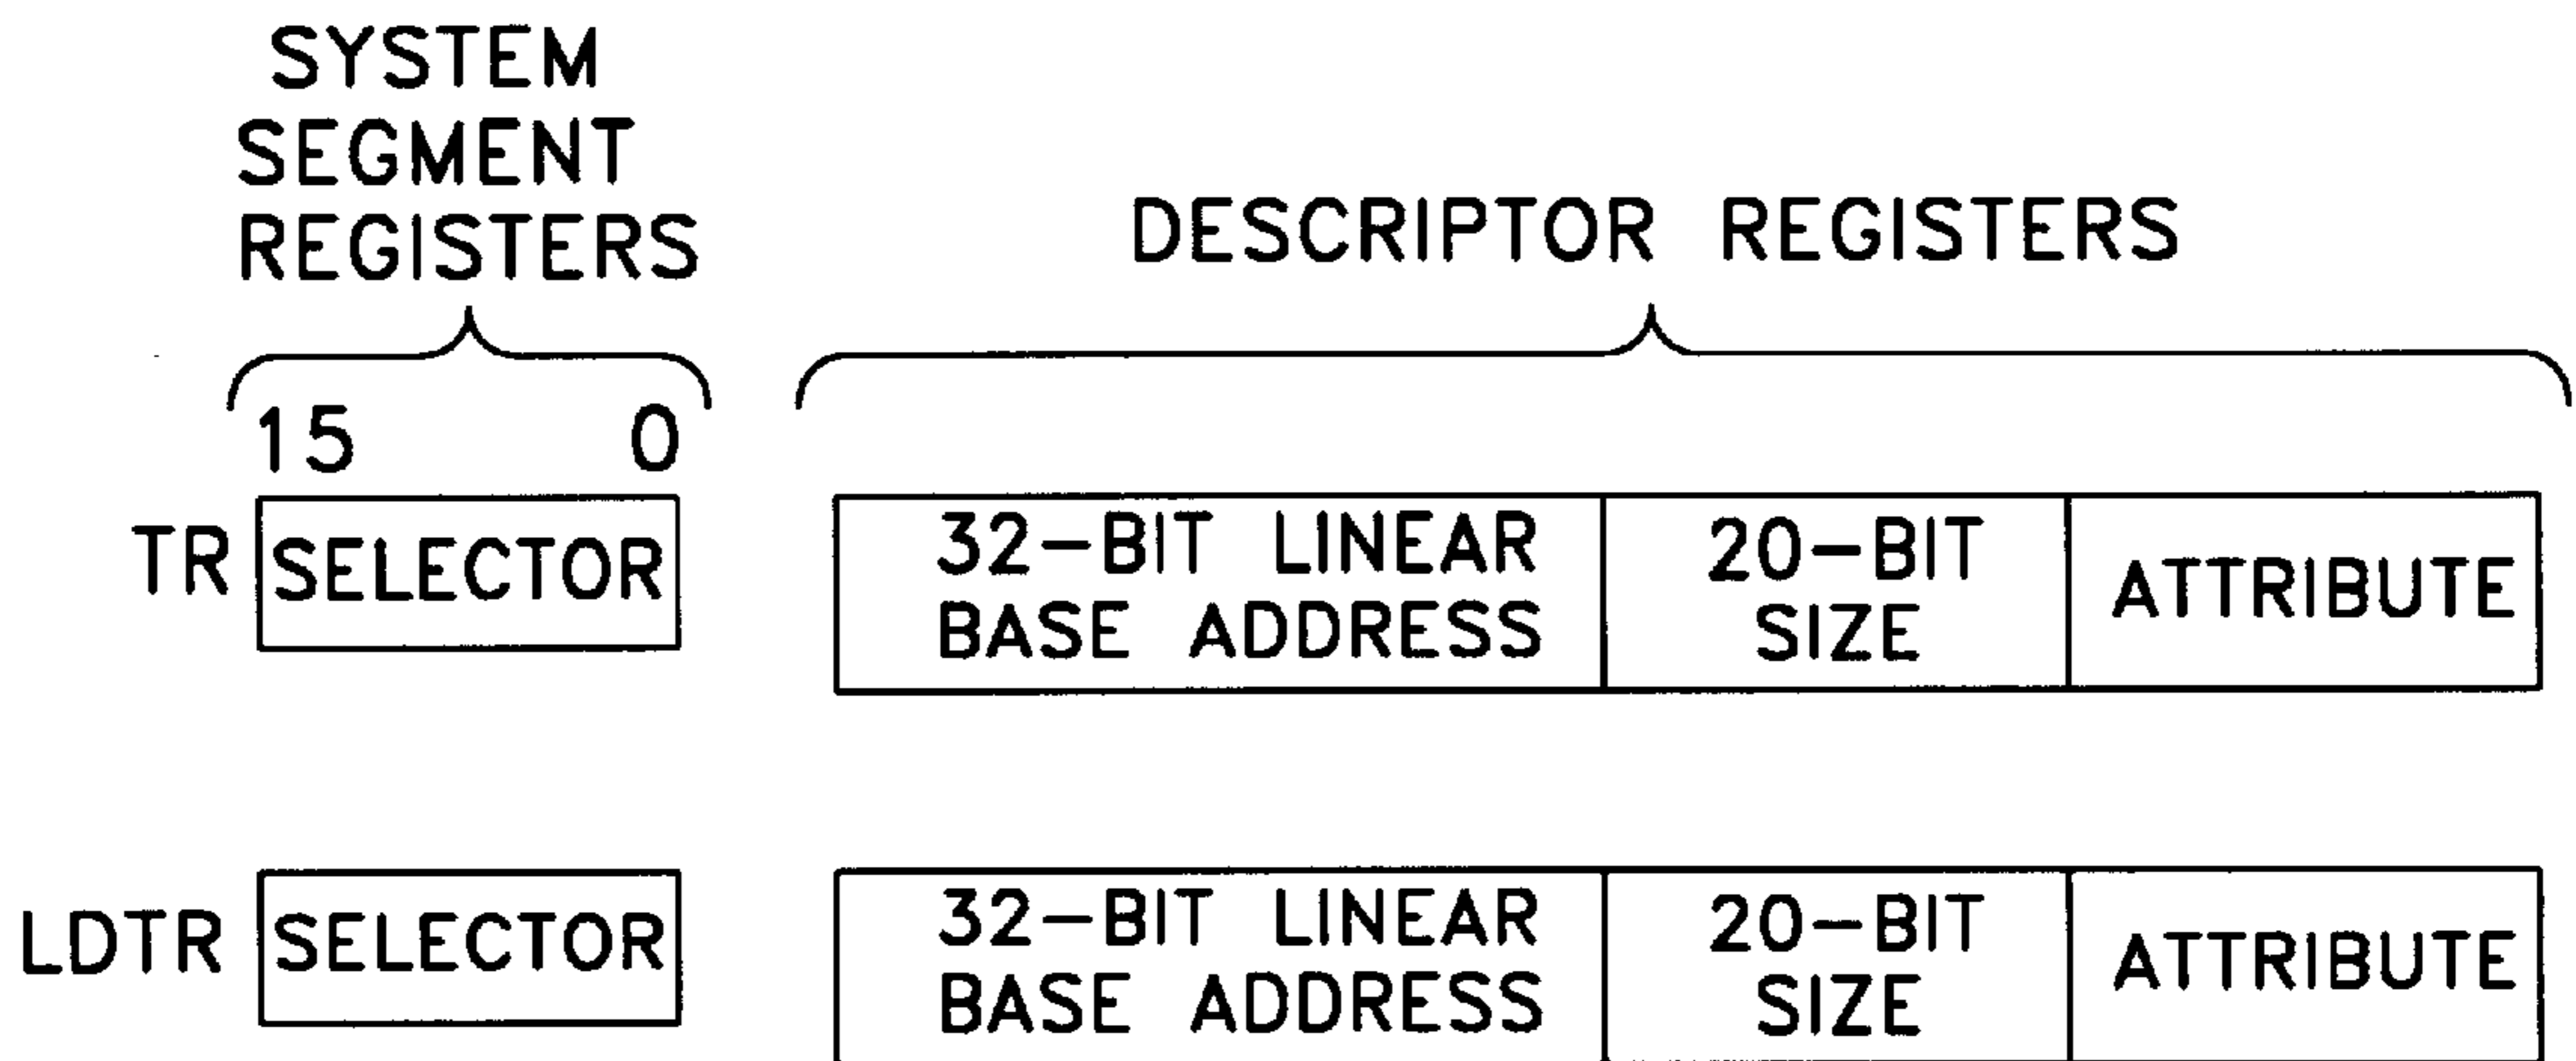 SYSTEM
SEGMENT
REGISTERS
DESCRIPTOR REGISTERS
15 0
TR SELECTOR
32-BIT LINEAR
BASE ADDRESS
20-BIT
SIZE
ATTRIBUTE
LDTR SELECTOR
32-BIT LINEAR
BASE ADDRESS
20-BIT
SIZE
ATTRIBUTE